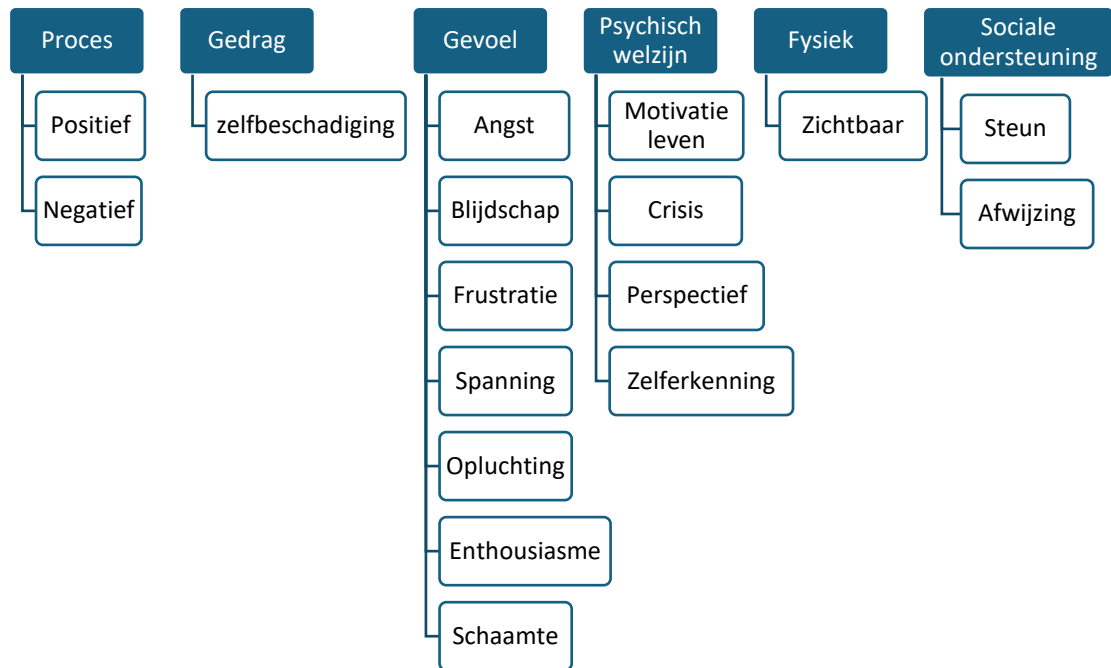 Proces
Positief
Negatief
Gedrag
zelfbeschadiging
Gevoel
Angst
Blijdschap
Frustratie
Spanning
Opluchting
Enthousiasme
Schaamte
Psychisch
welzijn
Motivatie
leven
Crisis
Perspectief
Zelferkenning
Fysiek
Zichtbaar
Sociale
ondersteuning
Steun
Afwijzing